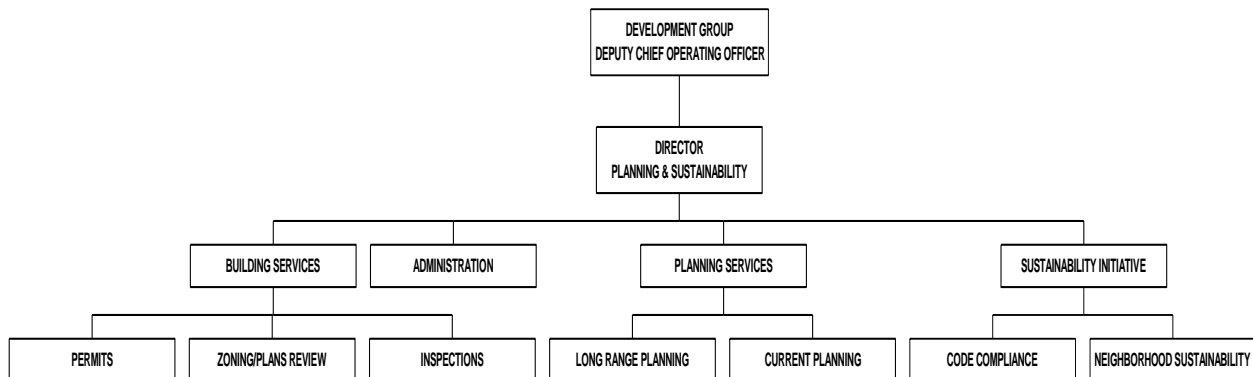 DEVELOPMENT GROUP
DEPUTY CHIEF OPERATING OFFICER
DIRECTOR
PLANNING & SUSTAINABILITY
BUILDING SERVICES
ADMINISTRATION
PLANNING SERVICES
SUSTAINABILITY INITIATIVE
PERMITS
ZONING/PLANS REVIEW
INSPECTIONS
LONG RANGE PLANNING
CURRENT PLANNING
CODE COMPLIANCE
NEIGHBORHOOD SUSTAINABILITY